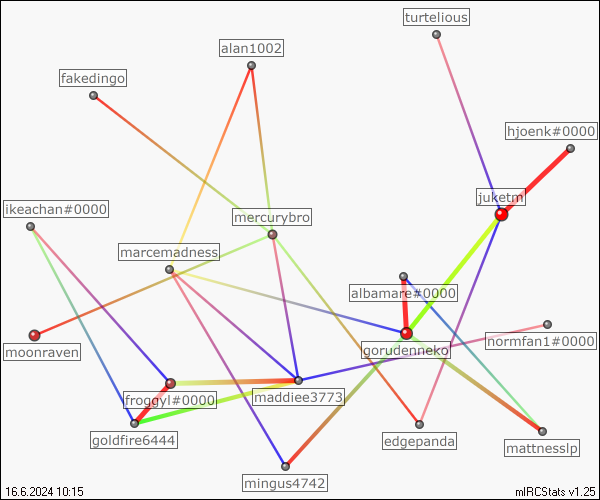 turtelious
alan1002
fakedingo
hjoenk#0000
juketm
ikeachan#0000
mercurybro
marcemadness
albamare#0000
normfan1#0000
moonraven
gorudenneko
froggyl#0000
maddiee3773
goldfire6444
edgepanda
mattnesslp
mingus4742
16.6.2024 10:15
mIRCStats v1.25